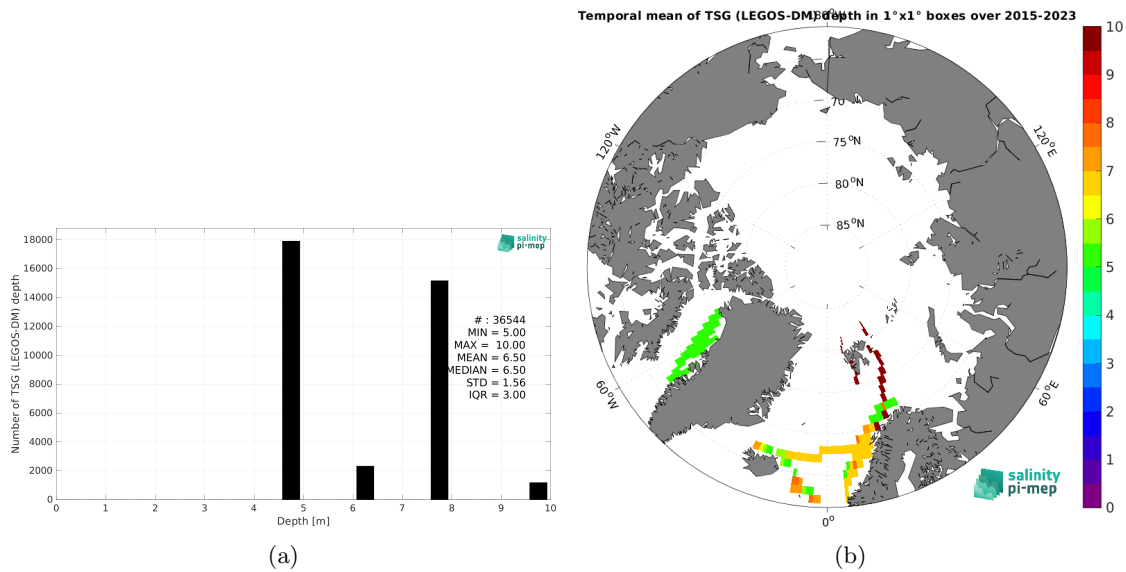 18000
16000
14000
12000
10000
8000
6000
4000
2000
0
Number of TSG (LEGOS-DM) depth
0 1 2 3 4 5 6 7 8 9 10
Depth [m]
salinity
pi-mep
# : 36544
MIN = 5.00
MAX = 10.00
MEAN = 6.50
MEDIAN = 6.50
STD = 1.56
IQR = 3.00
(a)
Temporal mean of TSG (LEGOS-DM) depth in 1°x1° boxes over 2015-2023
180°
120°W
120°E
60°W
60°E
0°
70
75°N
80°N
85°N
10
9
8
7
6
5
4
3
2
1
0
salinity
pi-mep
(b)